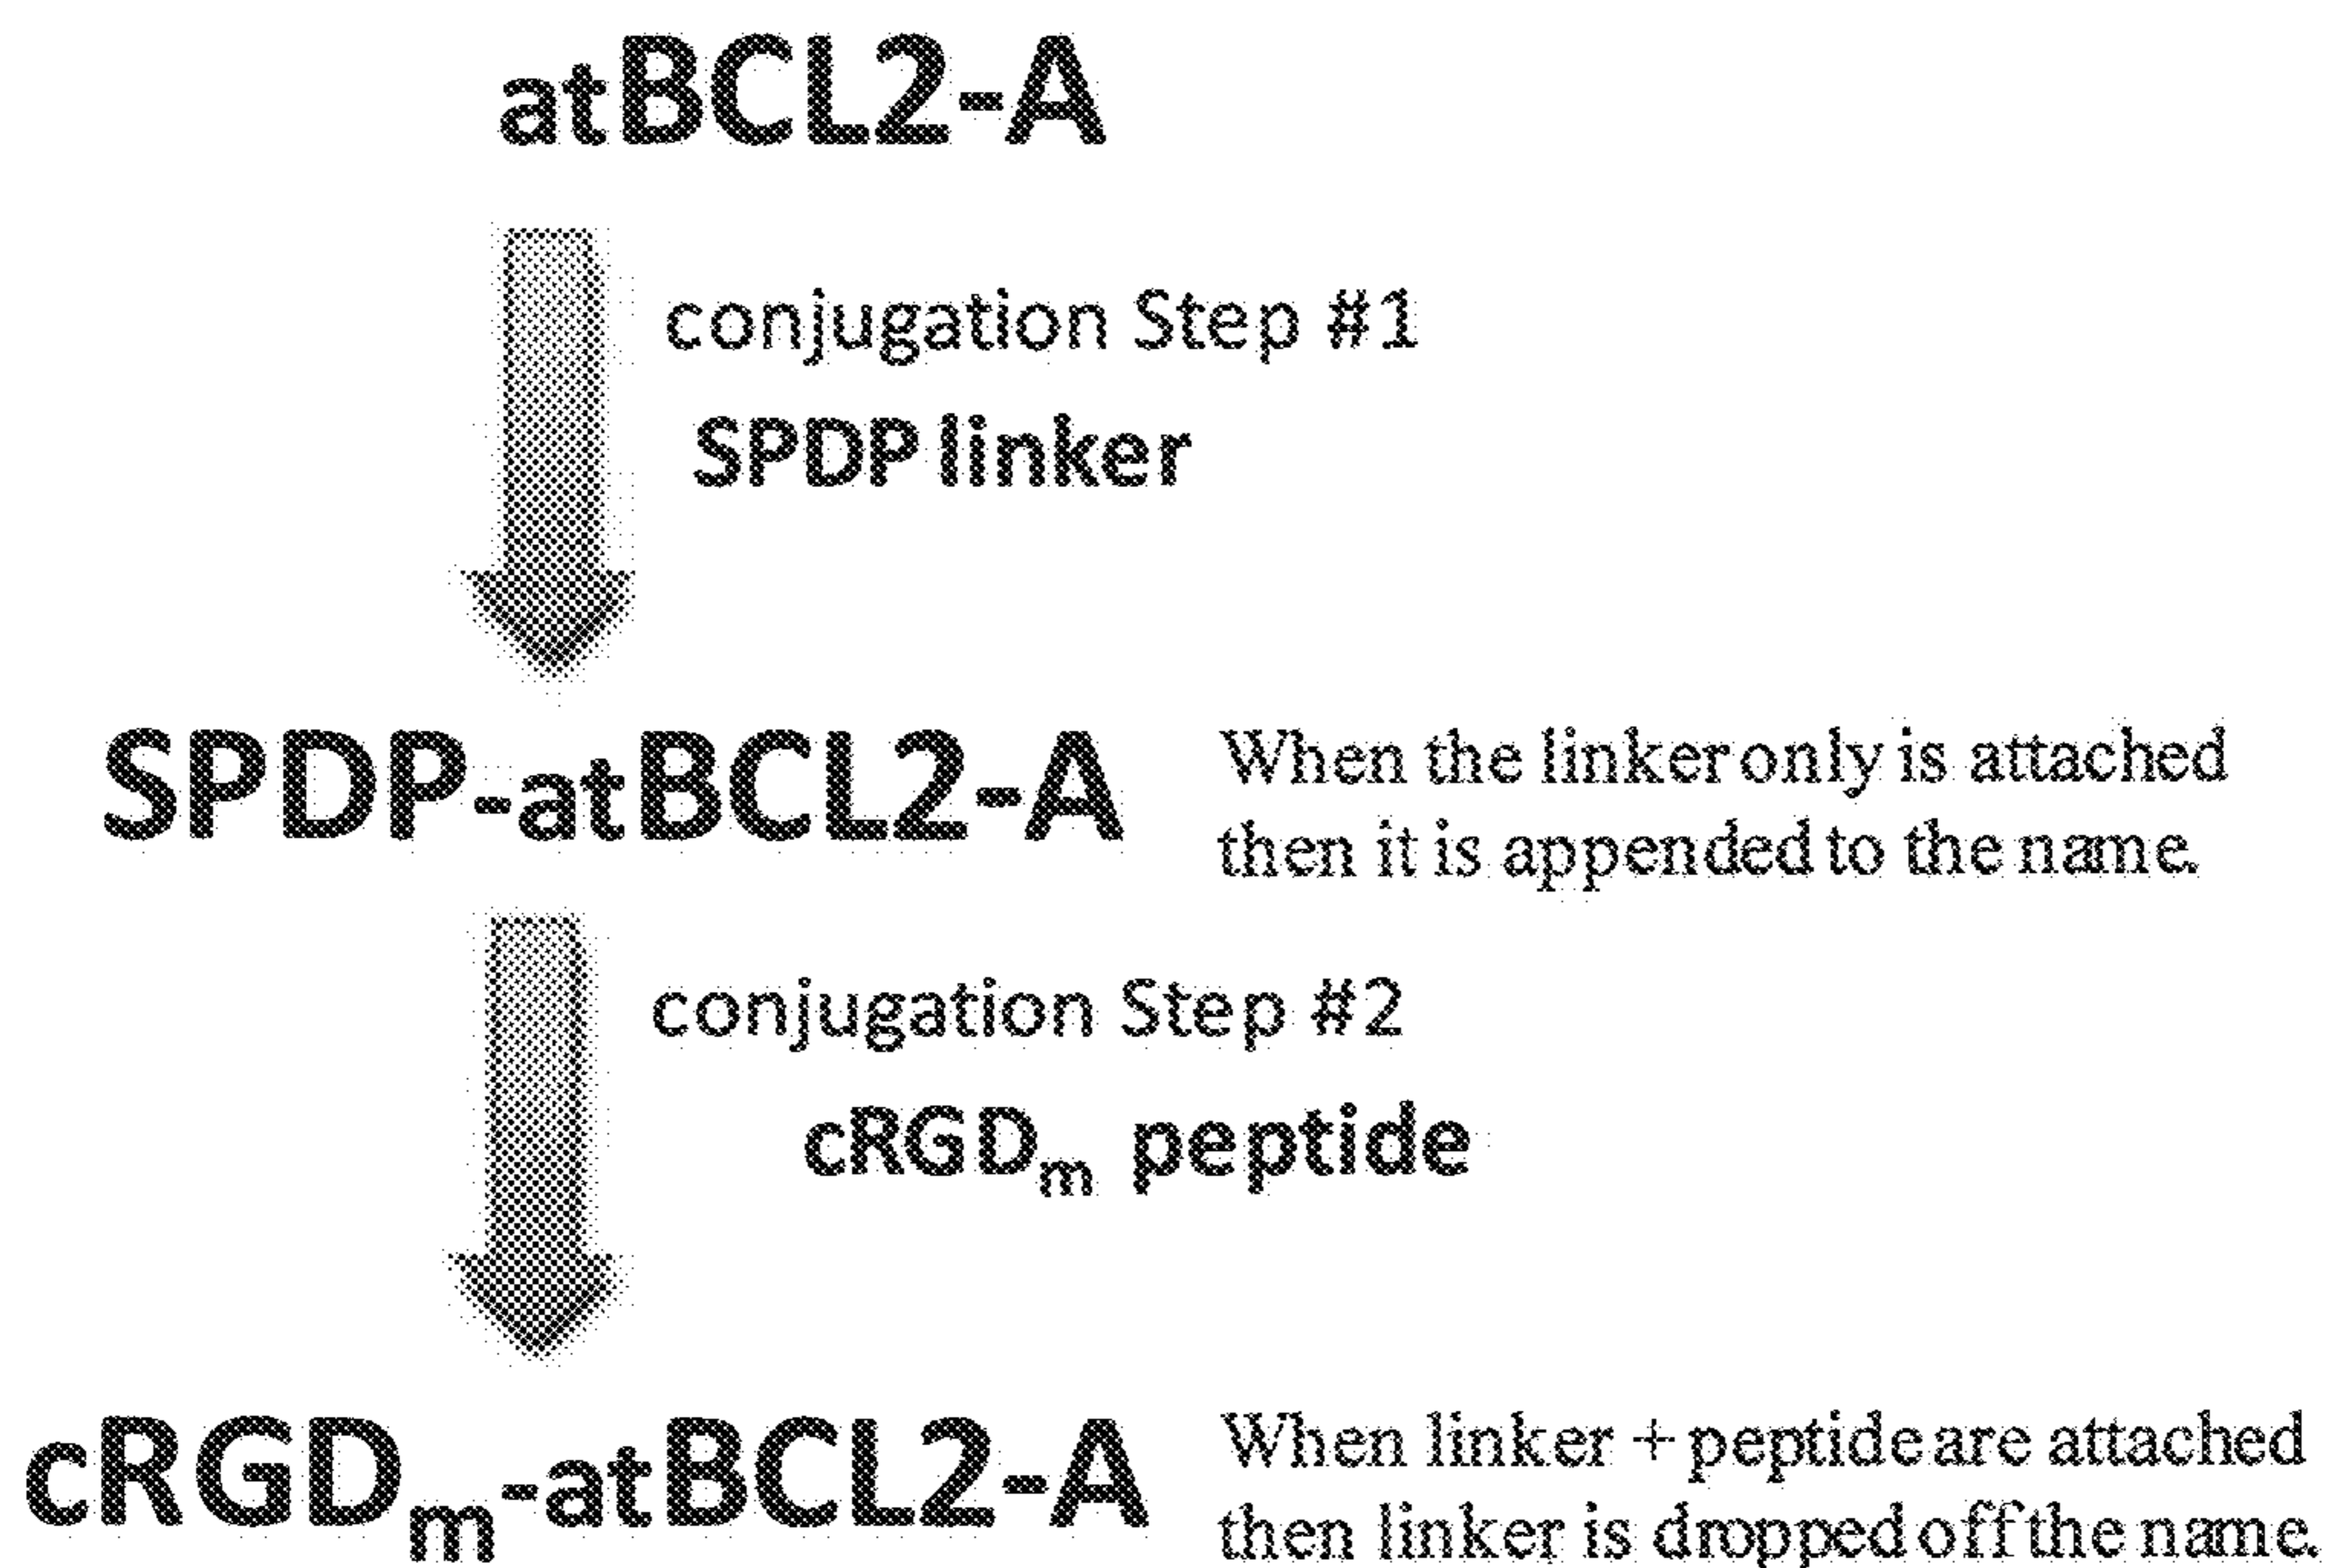 atBCL2-A
conjugation Step #1
SPDP linker
SPDP-atBCL2-A
When the linker only is attached
then it is appended to the name.
conjugation Step #2
cRGDm peptide
cRGDm-atBCL2-A
When linker + peptide are attached
then linker is dropped off the name.